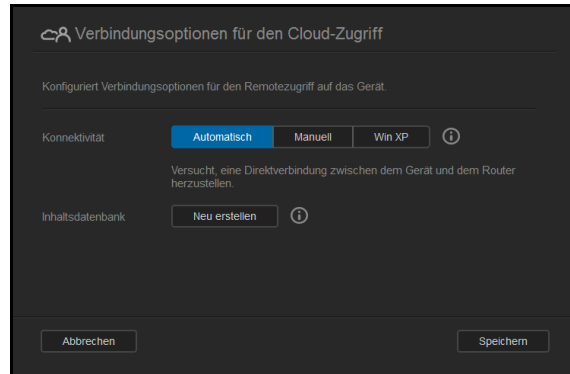 Verbindungsoptionen für den Cloud-Zugriff
Konfiguriert Verbindungsoptionen für den Remotezugriff auf das Gerät.
Konnektivität
Automatisch
Manuell
Win XP
Versucht, eine Direktverbindung zwischen dem Gerät und dem Router
herzustellen.
Inhaltsdatenbank
Neu erstellen
Abbrechen
Speichern